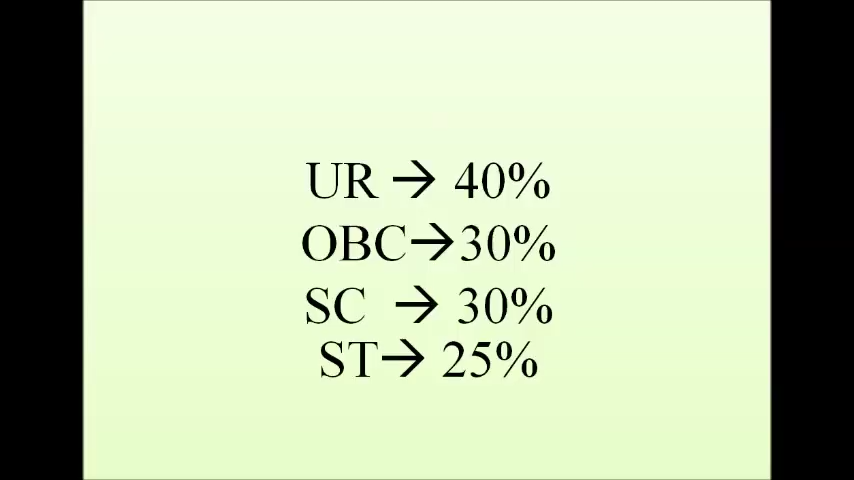 UR → 40%
OBC→30%
SC → 30%
ST→ 25%